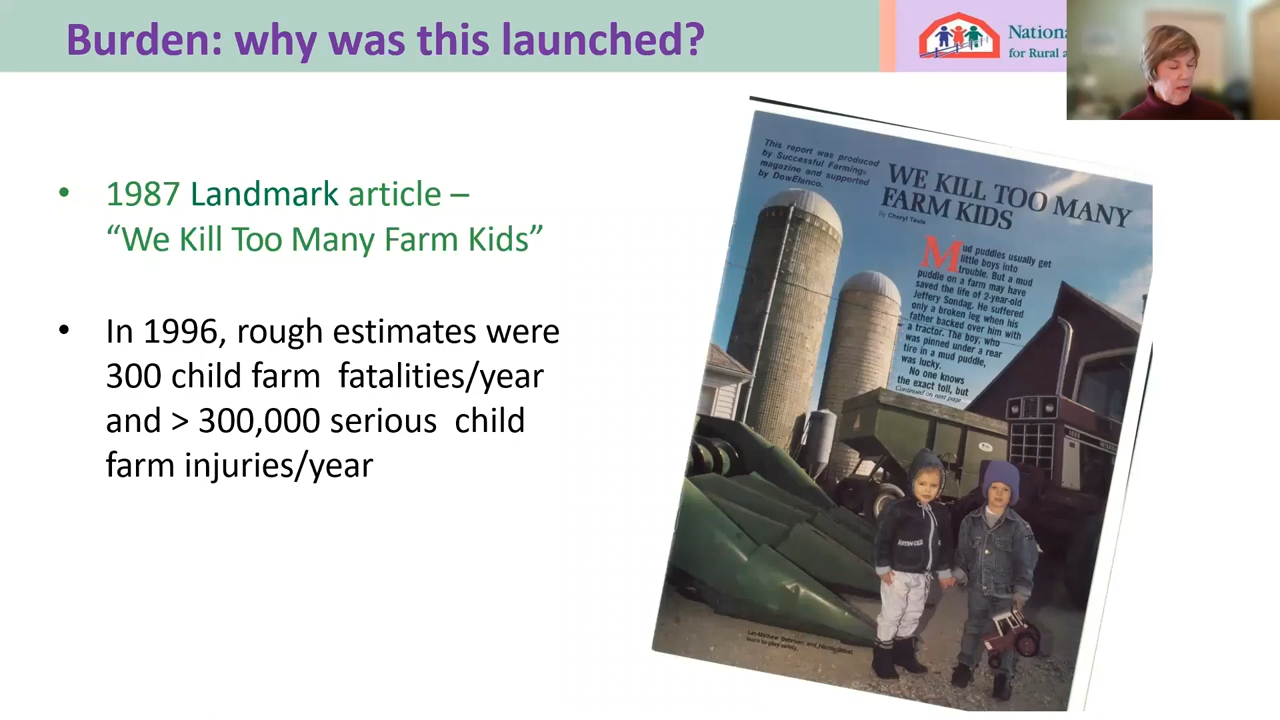 Burden: why was this launched?
Nationa
for Rural a
• 1987 Landmark article –
“We Kill Too Many Farm Kids”
• In 1996, rough estimates were
300 child farm fatalities/year
and > 300,000 serious child
farm injuries/year
This report was produced
by Successful Farming
magazine and supported
by DowElanco.
WE KILL TOO MANY
FARM KIDS
by Cheryl Tevis
Mud puddles usually get
little boys into
trouble. But a mud
puddle on a farm may have
saved the life of 2-year-old
Jeffery Sondag. He suffered
only a broken leg when his
father backed over him with
a tractor. The boy, who
was pinned under a rear
tire in a mud puddle,
was lucky.
No one knows
the exact toll, but
Continued on next page
and
learn to play safely.